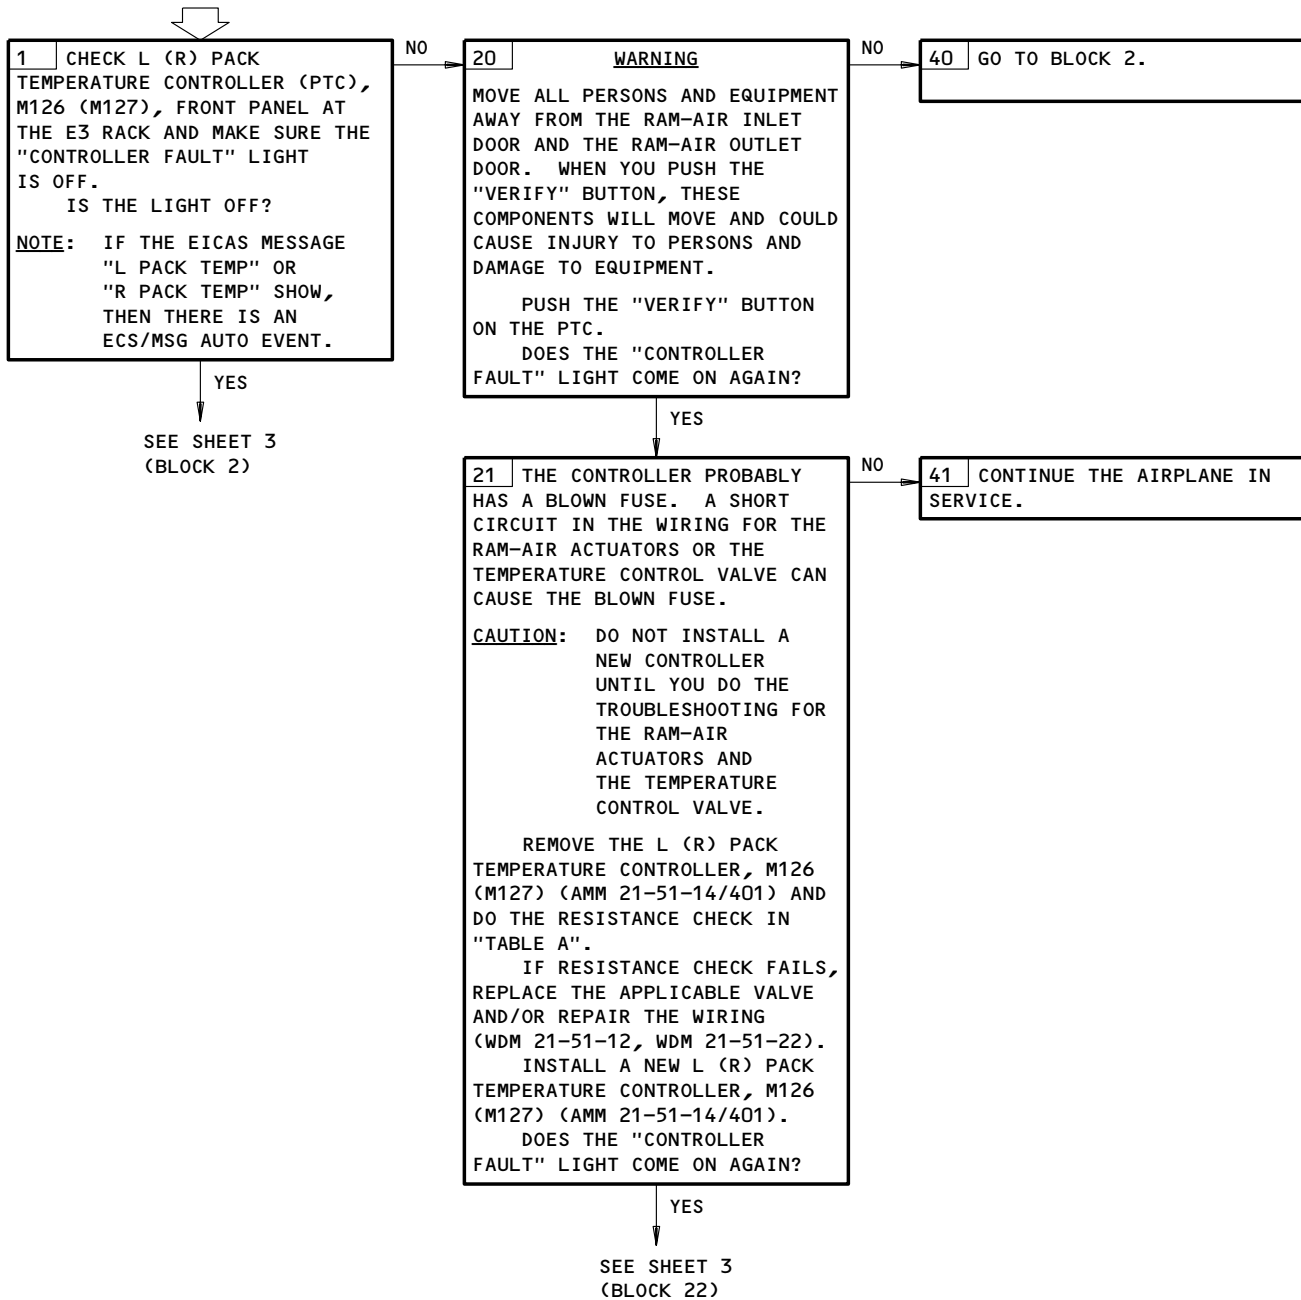 1 CHECK L (R) PACK
TEMPERATURE CONTROLLER (PTC),
M126 (M127), FRONT PANEL AT
THE E3 RACK AND MAKE SURE THE
"CONTROLLER FAULT" LIGHT
IS OFF.
IS THE LIGHT OFF?
NOTE: IF THE EICAS MESSAGE
"L PACK TEMP" OR
"R PACK TEMP" SHOW,
THEN THERE IS AN
ECS/MSG AUTO EVENT.
YES
SEE SHEET 3
(BLOCK 2)
NO
20 WARNING
MOVE ALL PERSONS AND EQUIPMENT
AWAY FROM THE RAM-AIR INLET
DOOR AND THE RAM-AIR OUTLET
DOOR. WHEN YOU PUSH THE
"VERIFY" BUTTON, THESE
COMPONENTS WILL MOVE AND COULD
CAUSE INJURY TO PERSONS AND
DAMAGE TO EQUIPMENT.
PUSH THE "VERIFY" BUTTON
ON THE PTC.
DOES THE "CONTROLLER
FAULT" LIGHT COME ON AGAIN?
NO
40 GO TO BLOCK 2.
YES
21 THE CONTROLLER PROBABLY
HAS A BLOWN FUSE. A SHORT
CIRCUIT IN THE WIRING FOR THE
RAM-AIR ACTUATORS OR THE
TEMPERATURE CONTROL VALVE CAN
CAUSE THE BLOWN FUSE.
CAUTION: DO NOT INSTALL A
NEW CONTROLLER
UNTIL YOU DO THE
TROUBLESHOOTING FOR
THE RAM-AIR
ACTUATORS AND
THE TEMPERATURE
CONTROL VALVE.
REMOVE THE L (R) PACK
TEMPERATURE CONTROLLER, M126
(M127) (AMM 21-51-14/401) AND
DO THE RESISTANCE CHECK IN
"TABLE A".
IF RESISTANCE CHECK FAILS,
REPLACE THE APPLICABLE VALVE
AND/OR REPAIR THE WIRING
(WDM 21-51-12, WDM 21-51-22).
INSTALL A NEW L (R) PACK
TEMPERATURE CONTROLLER, M126
(M127) (AMM 21-51-14/401).
DOES THE "CONTROLLER
FAULT" LIGHT COME ON AGAIN?
NO
41 CONTINUE THE AIRPLANE IN
SERVICE.
YES
SEE SHEET 3
(BLOCK 22)